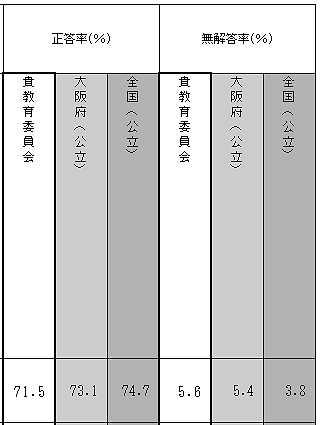 正答率(%)
無解答率(%)
貴教育委員会
大阪府(公立)
全国(公立)
貴教育委員会
大阪府(公立)
全国(公立)
71.5
73.1
74.7
5.6
5.4
3.8